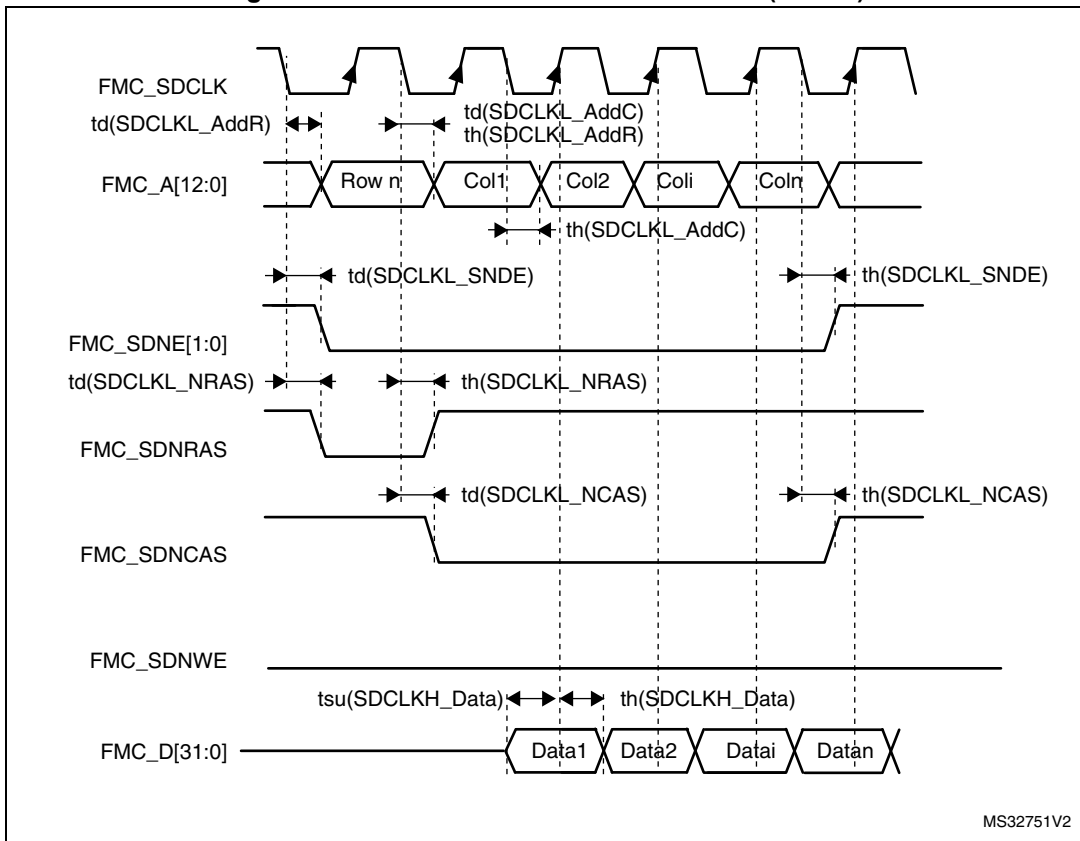 FMC_SDCLK
td(SDCLKL_AddR)
td(SDCLKL_AddC)
th(SDCLKL_AddR)
FMC_A[12:0]
Row n
Col1
Col2
Coli
Coln
th(SDCLKL_AddC)
td(SDCLKL_SNDE)
th(SDCLKL_SNDE)
FMC_SDNE[1:0]
td(SDCLKL_NRAS)
th(SDCLKL_NRAS)
FMC_SDNRAS
td(SDCLKL_NCAS)
th(SDCLKL_NCAS)
FMC_SDNCAS
FMC_SDNWE
tsu(SDCLKH_Data)
th(SDCLKH_Data)
FMC_D[31:0]
Data1
Data2
Datai
Datan
MS32751V2